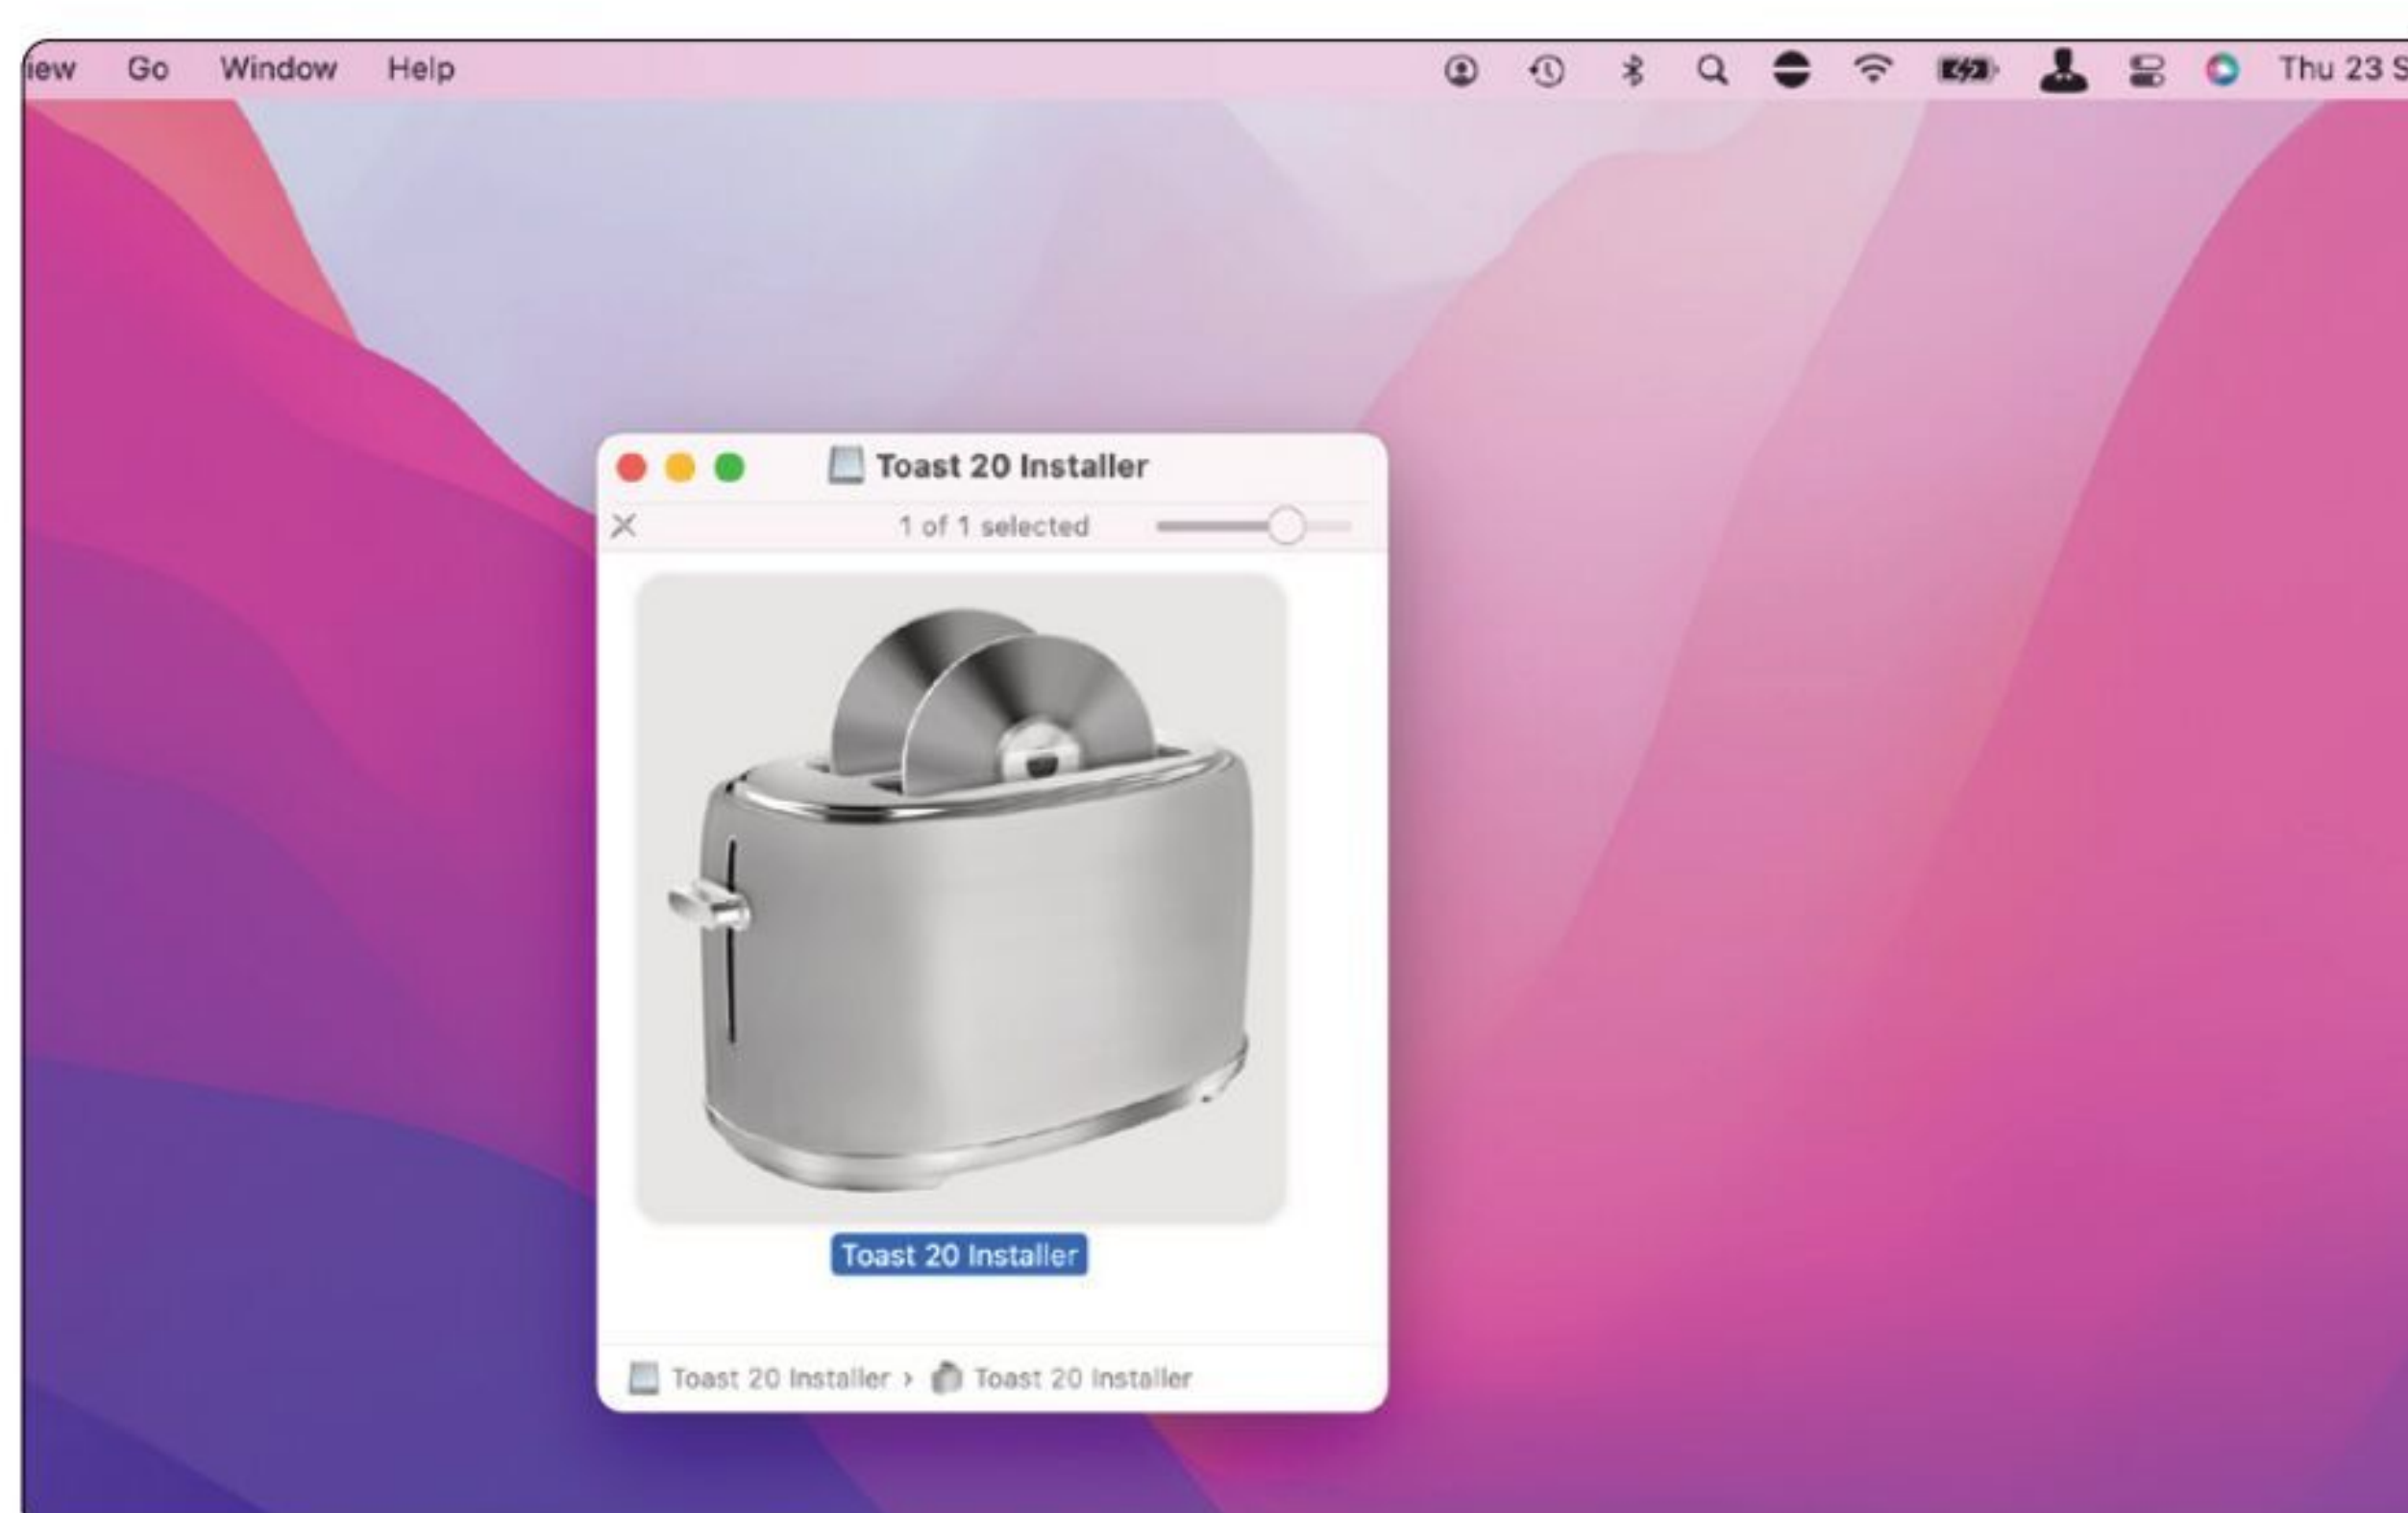 iew Go Window Help Thu 23 S
Toast 20 Installer
1 of 1 selected
Toast 20 Installer
Toast 20 Installer › Toast 20 Installer